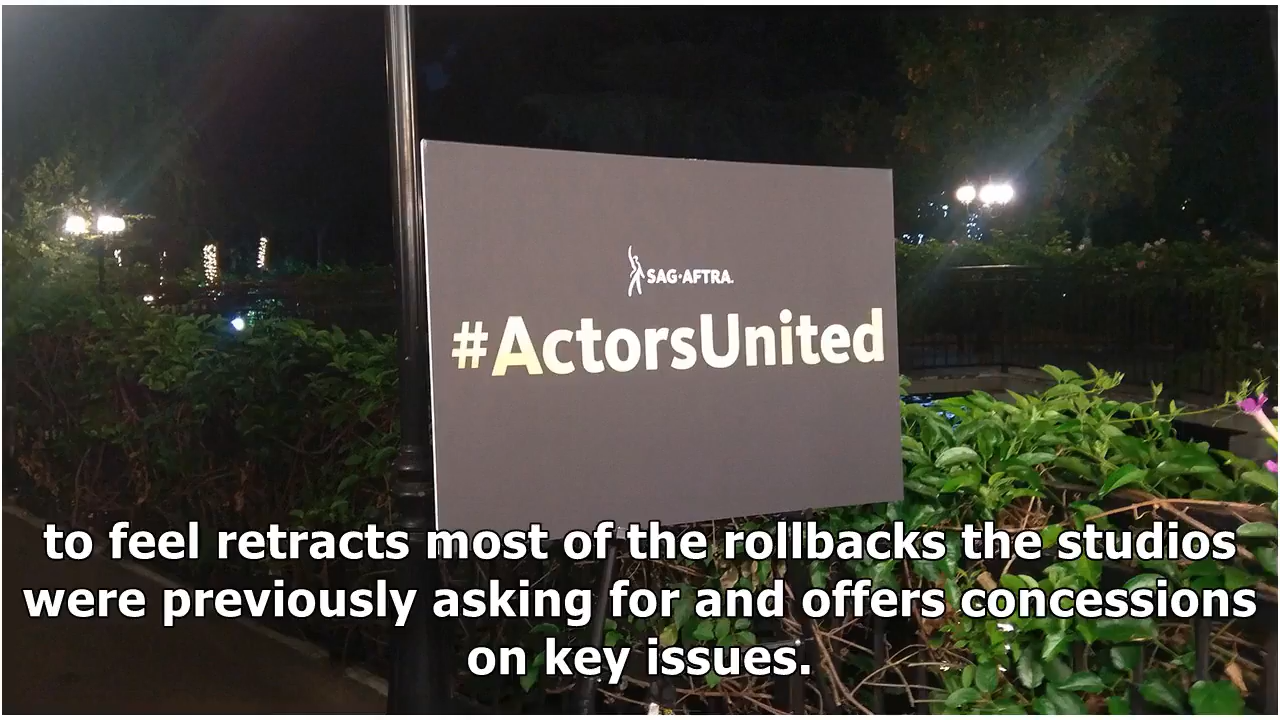 SAG·AFTRA.
#ActorsUnited
to feel retracts most of the rollbacks the studios
were previously asking for and offers concessions
on key issues.